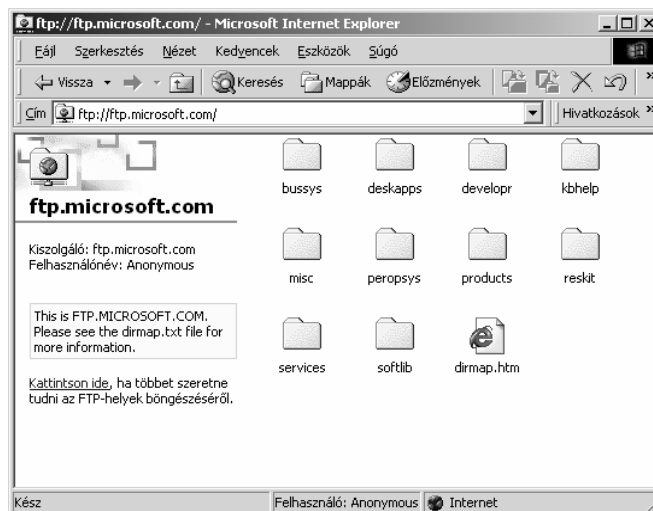 ftp://ftp.microsoft.com/ - Microsoft Internet Explorer
Fájl Szerkesztés Nézet Kedvencek Eszközök Súgó
Vissza Keresés Mappák Előzmények »
Cím ftp://ftp.microsoft.com/ Hivatkozások »
bussys deskapps developr kbhelp
ftp.microsoft.com
Kiszolgáló: ftp.microsoft.com
Felhasználónév: Anonymous
misc peropsys products reskit
This is FTP.MICROSOFT.COM.
Please see the dirmap.txt file for
more information.
services softlib dirmap.htm
Kattintson ide, ha többet szeretne
tudni az FTP-helyek böngészéséről.
Kész Felhasználó: Anonymous Internet